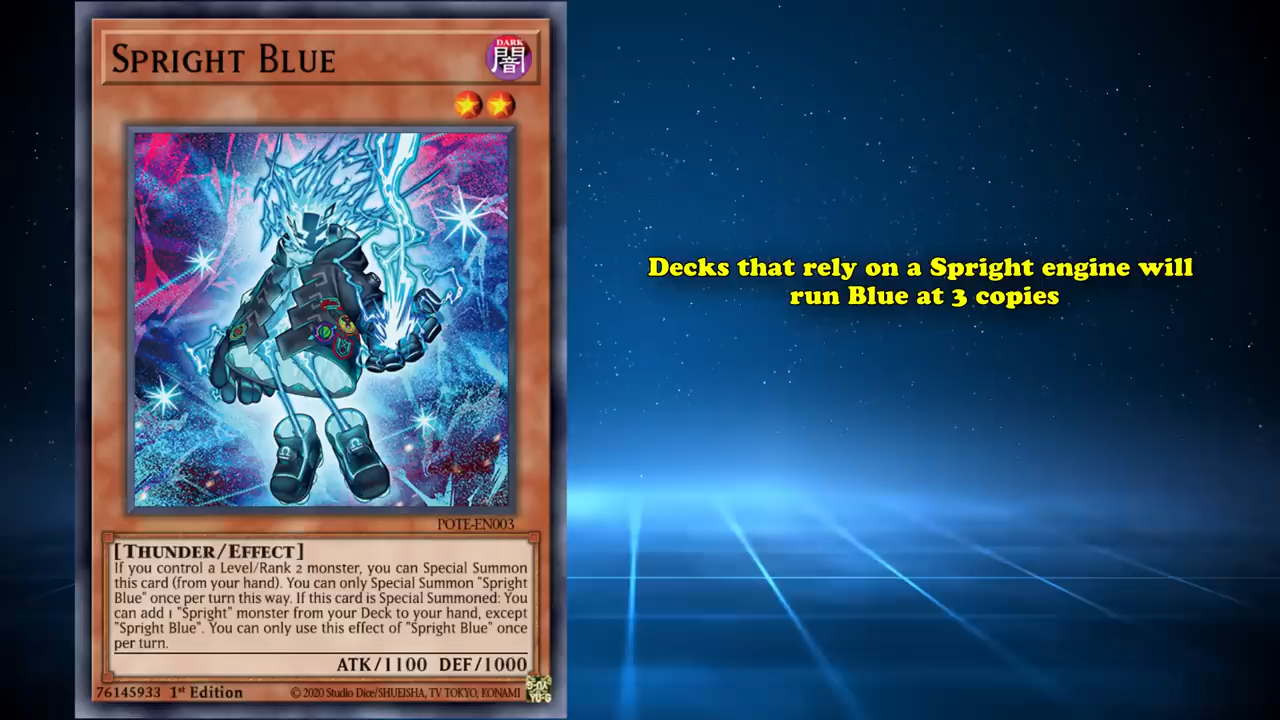 Spright Blue
DARK
闇
Decks that rely on a Spright engine will
run Blue at 3 copies
POTE-EN003
[Thunder/Effect]
If you control a Level/Rank 2 monster, you can Special Summon
this card (from your hand). You can only Special Summon "Spright
Blue" once per turn this way. If this card is Special Summoned: You
can add 1 "Spright" monster from your Deck to your hand, except
"Spright Blue". You can only use this effect of "Spright Blue" once
per turn.
ATK/1100 DEF/1000
76145933 1st Edition
© 2020 Studio Dice/SHUEISHA, TV TOKYO, KONAMI